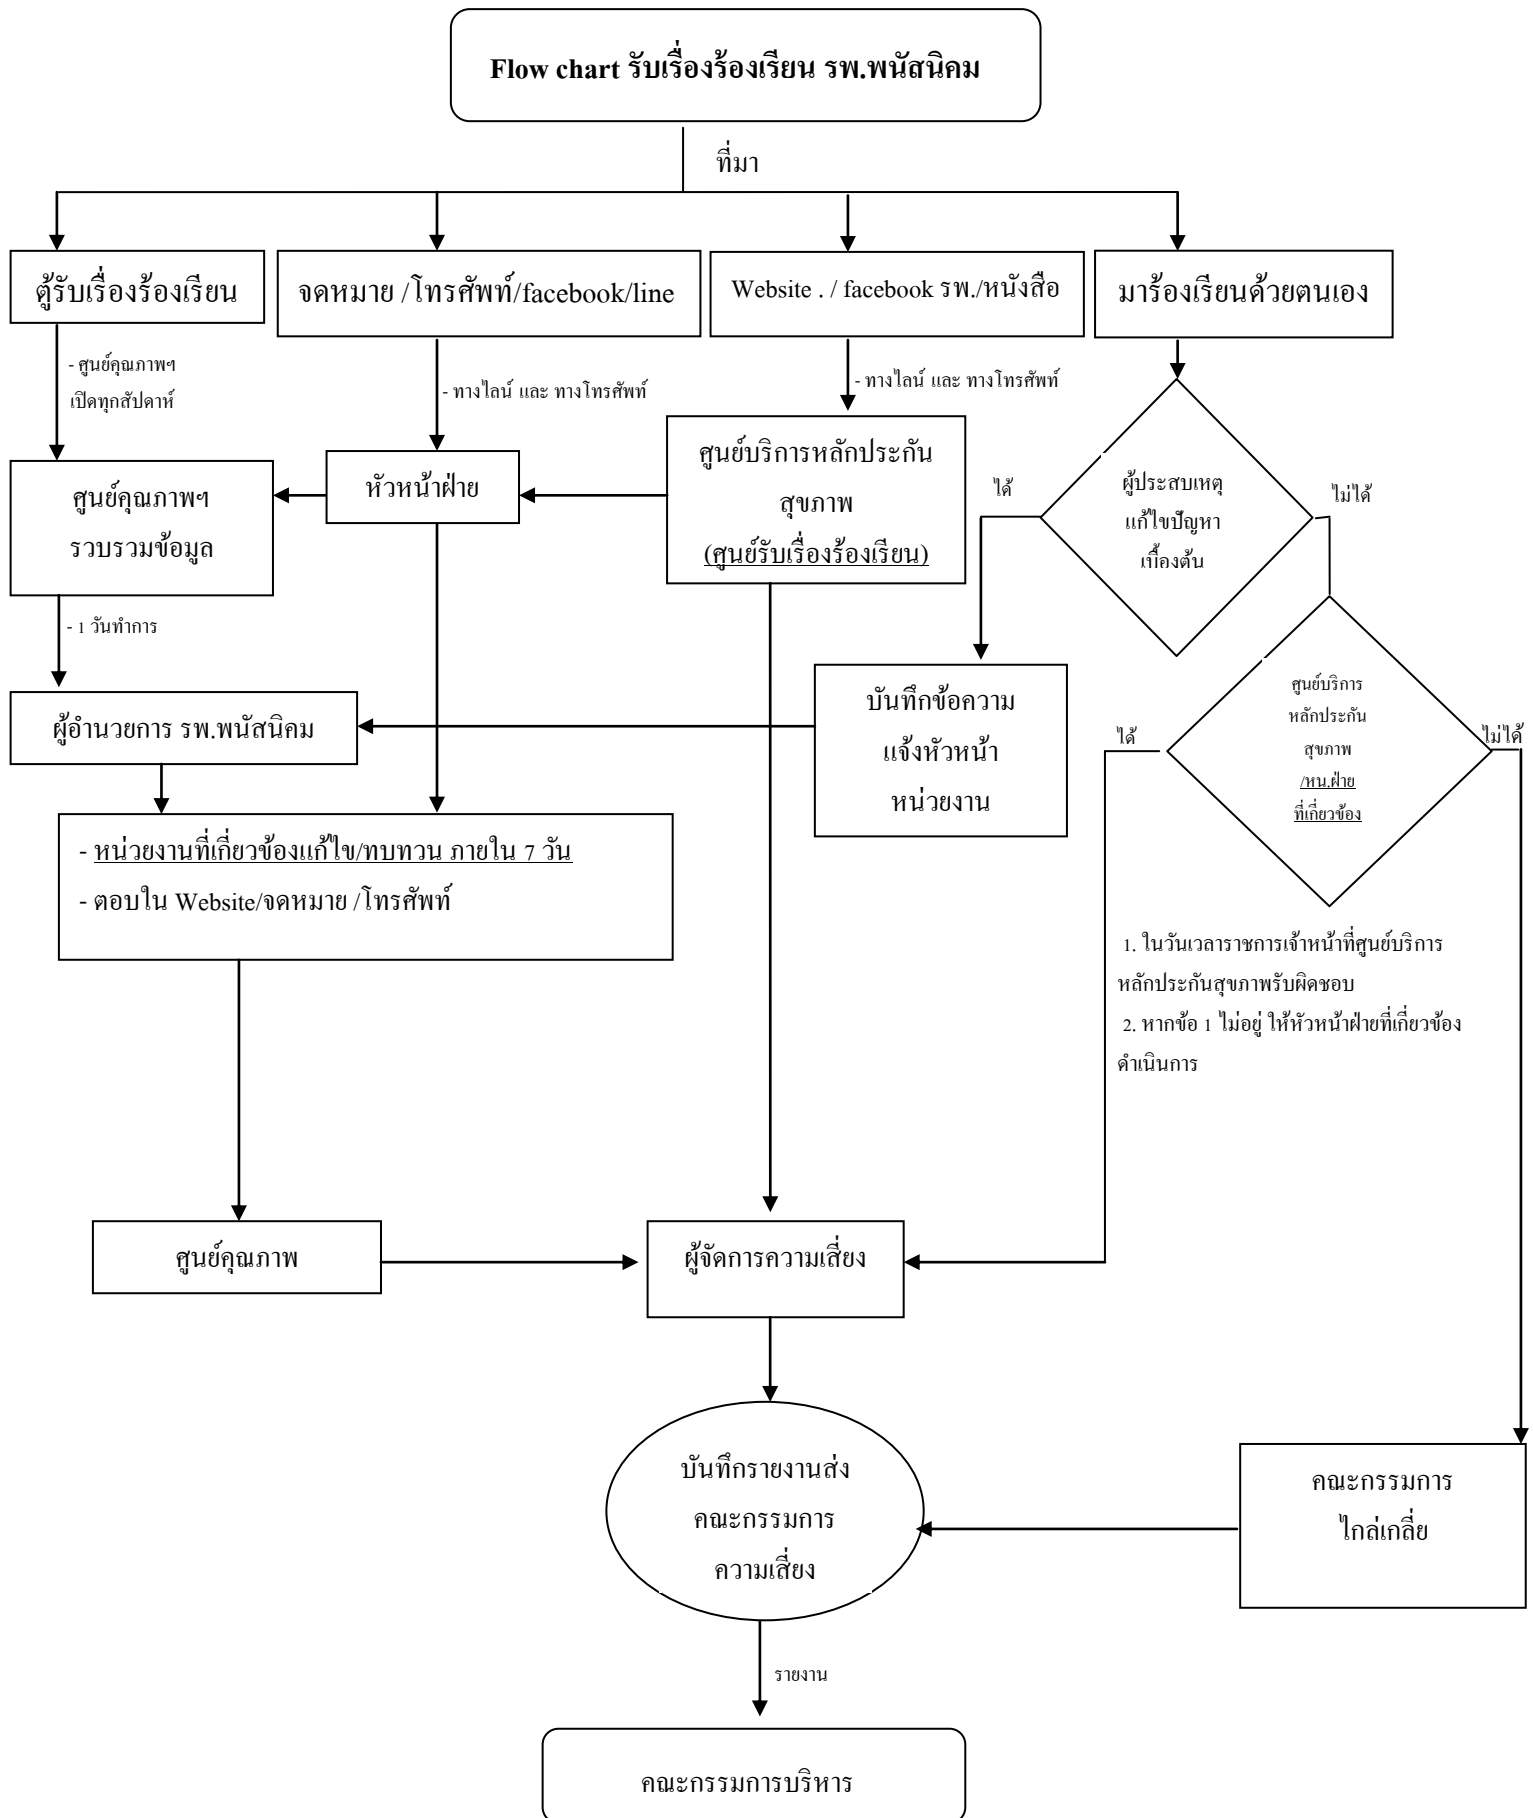 Flow chart รับเรื่องร้องเรียน รพ.พนัสนิคม
ที่มา
ตู้รับเรื่องร้องเรียน
จดหมาย /โทรศัพท์/facebook/line
Website . / facebook รพ./หนังสือ
มาร้องเรียนด้วยตนเอง
- ศูนย์คุณภาพฯ
เปิดทุกสัปดาห์
- ทางไลน์ และ ทางโทรศัพท์
- ทางไลน์ และ ทางโทรศัพท์
ศูนย์คุณภาพฯ
รวบรวมข้อมูล
หัวหน้าฝ่าย
ศูนย์บริการหลักประกัน
สุขภาพ
(ศูนย์รับเรื่องร้องเรียน)
ได้
ผู้ประสบเหตุ
แก้ไขปัญหา
เบื้องต้น
ไม่ได้
- 1 วันทำการ
ผู้อำนวยการ รพ.พนัสนิคม
บันทึกข้อความ
แจ้งหัวหน้า
หน่วยงาน
ได้
ศูนย์บริการ
หลักประกัน
สุขภาพ
/หน.ฝ่าย
ที่เกี่ยวข้อง
ไม่ได้
- หน่วยงานที่เกี่ยวข้องแก้ไข/ทบทวน ภายใน 7 วัน
- ตอบใน Website/จดหมาย /โทรศัพท์
1. ในวันเวลาราชการเจ้าหน้าที่ศูนย์บริการ
หลักประกันสุขภาพรับผิดชอบ
2. หากข้อ 1 ไม่อยู่ ให้หัวหน้าฝ่ายที่เกี่ยวข้อง
ดำเนินการ
ศูนย์คุณภาพ
ผู้จัดการความเสี่ยง
บันทึกรายงานส่ง
คณะกรรมการ
ความเสี่ยง
คณะกรรมการ
ไกล่เกลี่ย
รายงาน
คณะกรรมการบริหาร